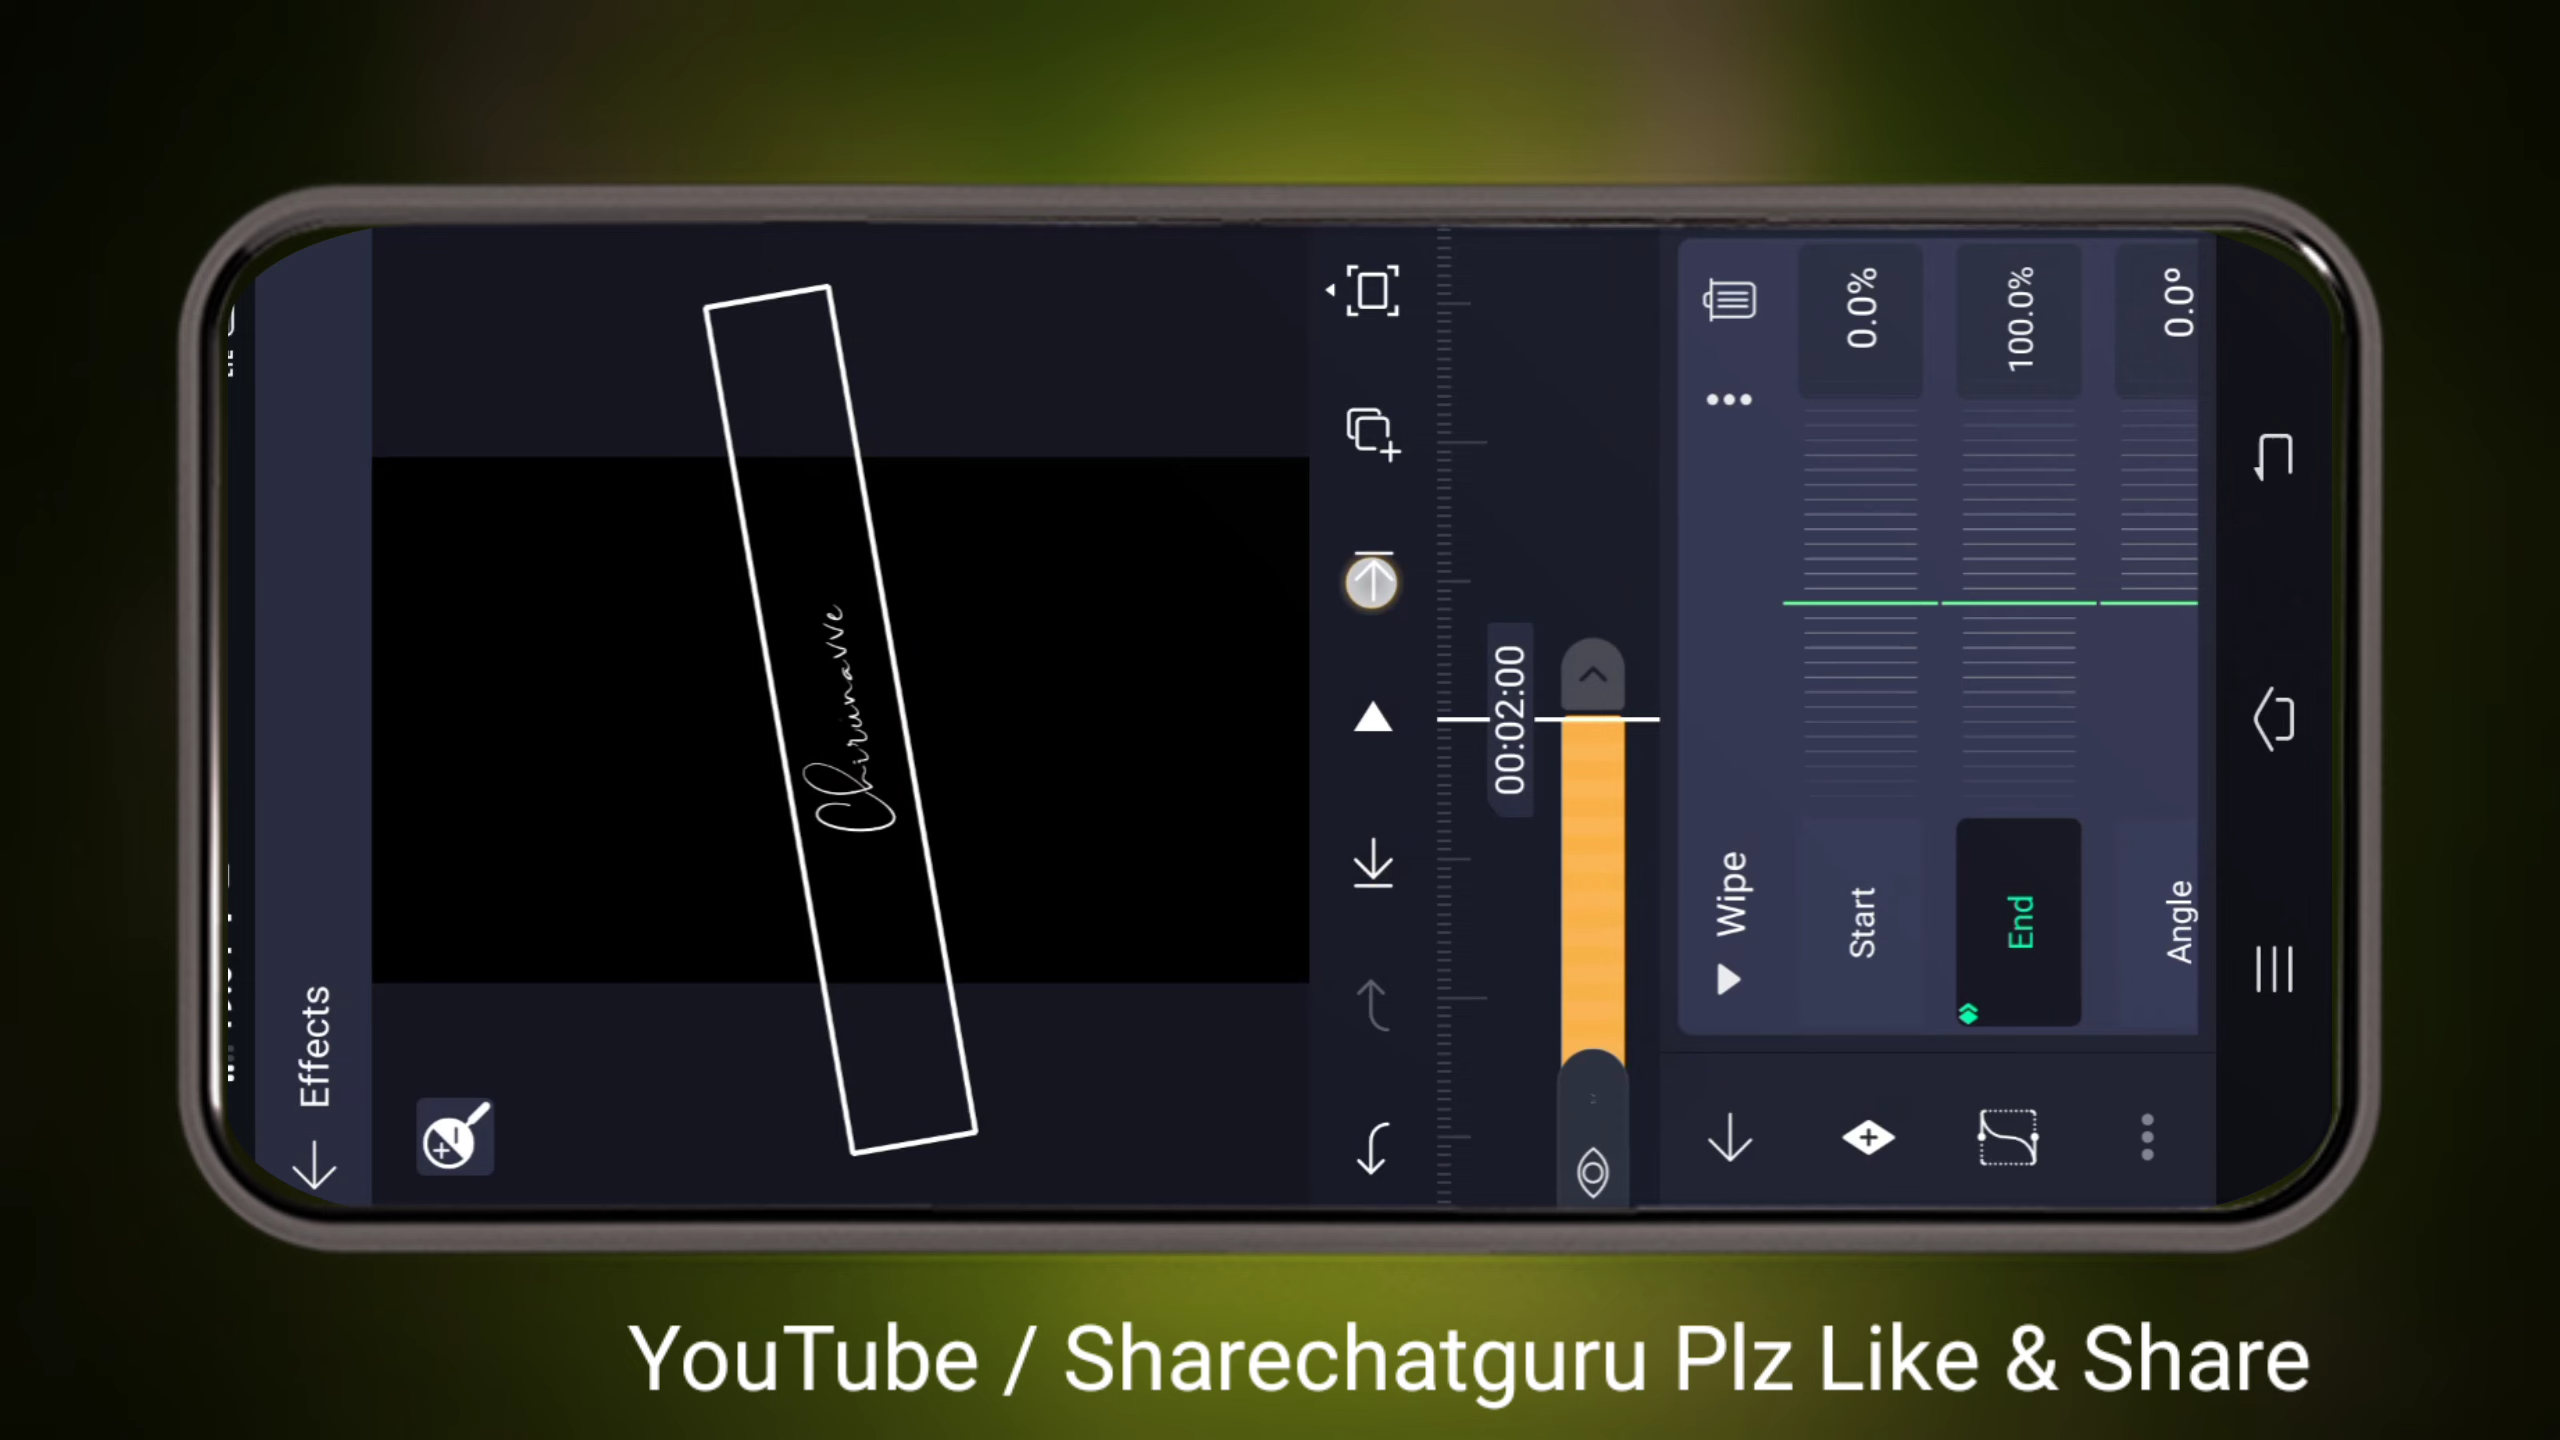 Effects
Chirunavve
00:02:00
Wipe
Start 0.0%
End 100.0%
Angle 0.0°
YouTube / Sharechatguru Plz Like & Share